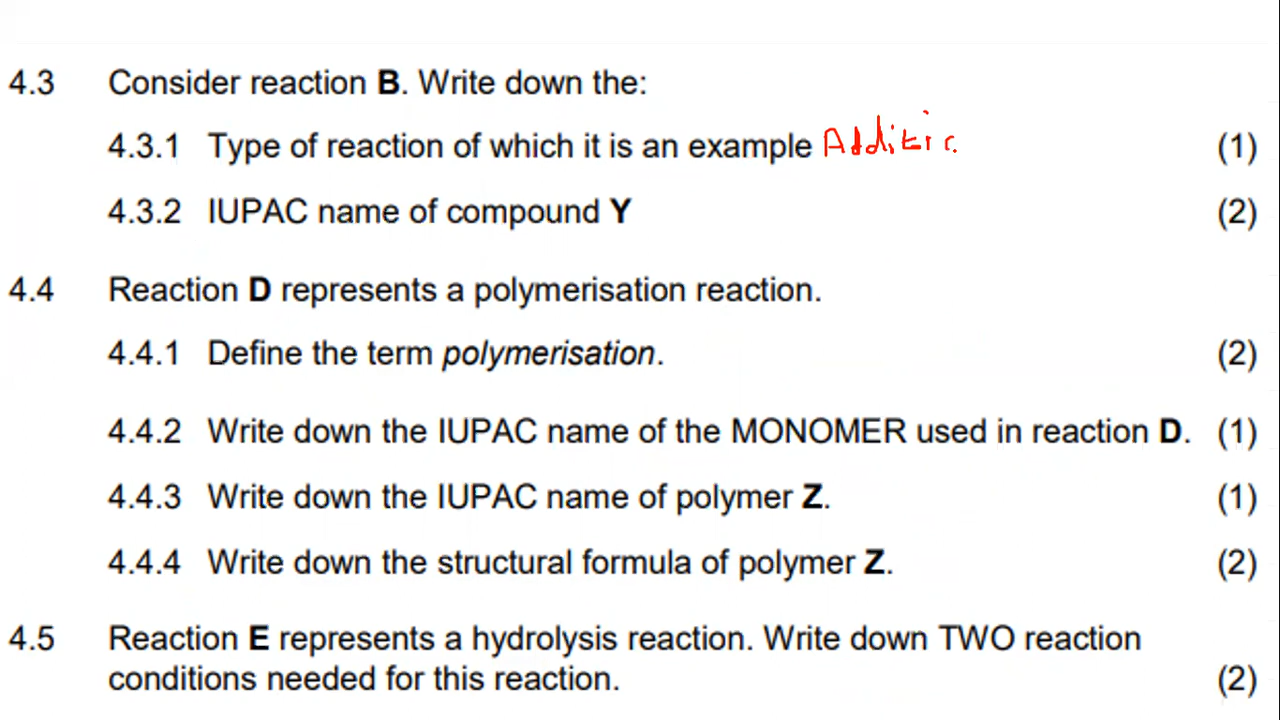 4.3 Consider reaction B. Write down the:
4.3.1 Type of reaction of which it is an example Additio (1)
4.3.2 IUPAC name of compound Y (2)
4.4 Reaction D represents a polymerisation reaction.
4.4.1 Define the term polymerisation. (2)
4.4.2 Write down the IUPAC name of the MONOMER used in reaction D. (1)
4.4.3 Write down the IUPAC name of polymer Z. (1)
4.4.4 Write down the structural formula of polymer Z. (2)
4.5 Reaction E represents a hydrolysis reaction. Write down TWO reaction
conditions needed for this reaction. (2)